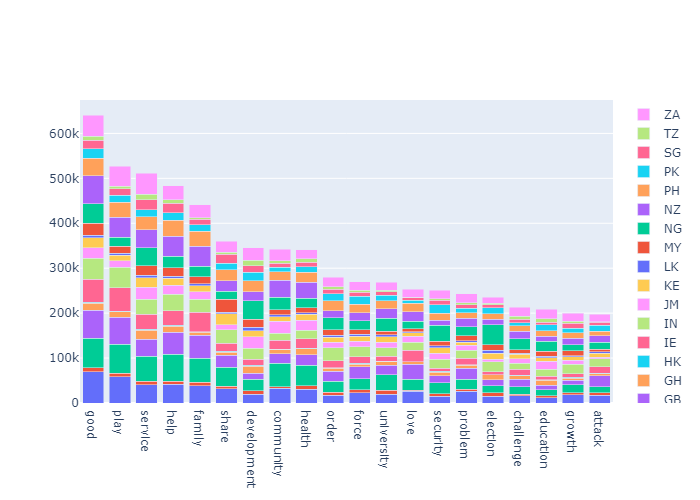 600k
500k
400k
300k
200k
100k
0
good
play
service
help
family
share
development
community
health
order
force
university
love
security
problem
election
challenge
education
growth
attack
ZA
TZ
SG
PK
PH
NZ
NG
MY
LK
KE
JM
IN
IE
HK
GH
GB